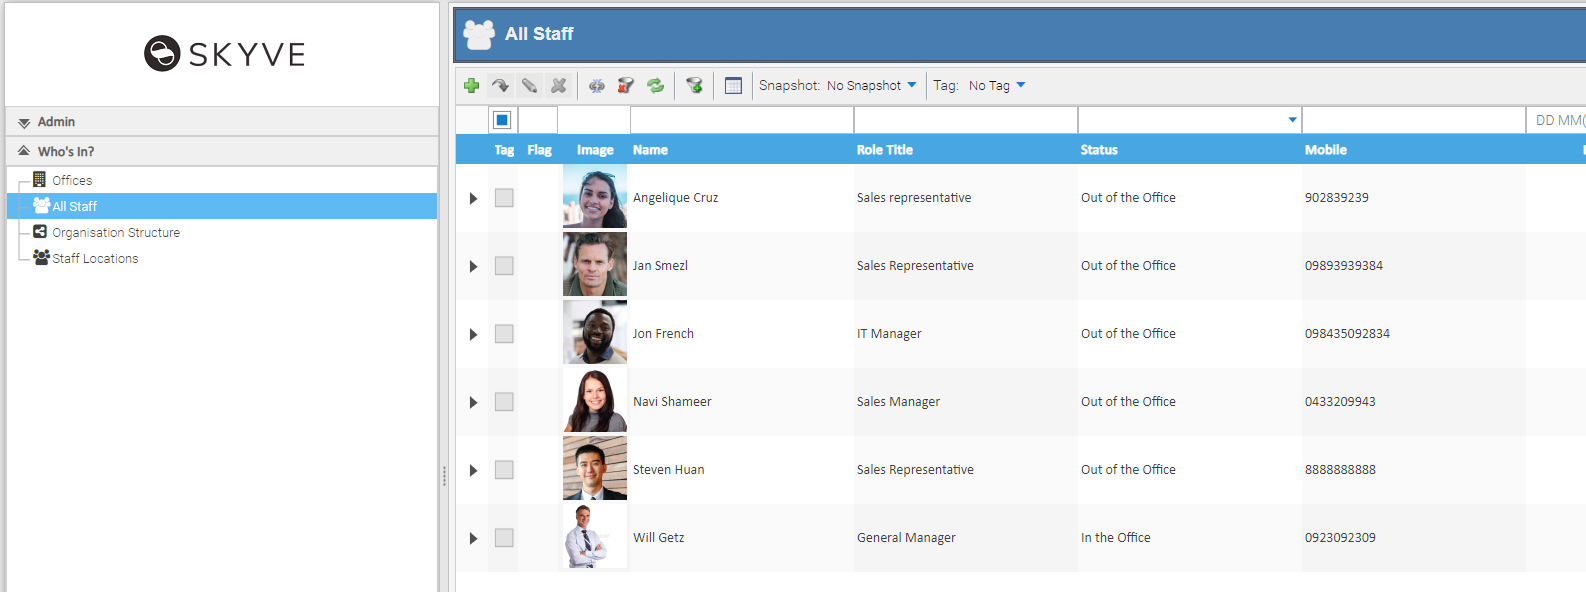 SKYVE
Admin
Who's In?
Offices
All Staff
Organisation Structure
Staff Locations
All Staff
Snapshot: No Snapshot Tag: No Tag
DD MM(
Tag Flag Image Name Role Title Status Mobile
Angelique Cruz Sales representative Out of the Office 902839239
Jan Smezl Sales Representative Out of the Office 09893939384
Jon French IT Manager Out of the Office 098435092834
Navi Shameer Sales Manager Out of the Office 0433209943
Steven Huan Sales Representative Out of the Office 8888888888
Will Getz General Manager In the Office 0923092309